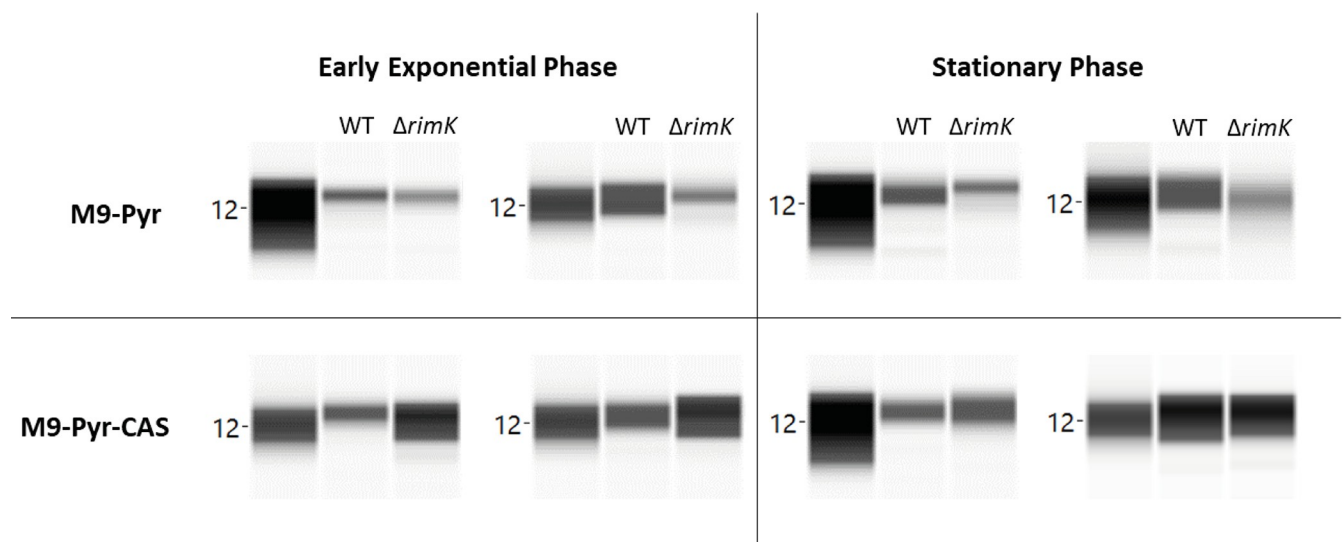 Early Exponential Phase
Stationary Phase
WT ΔrimK WT ΔrimK WT ΔrimK WT ΔrimK
M9-Pyr
12- 12- 12- 12-
M9-Pyr-CAS
12- 12- 12- 12-